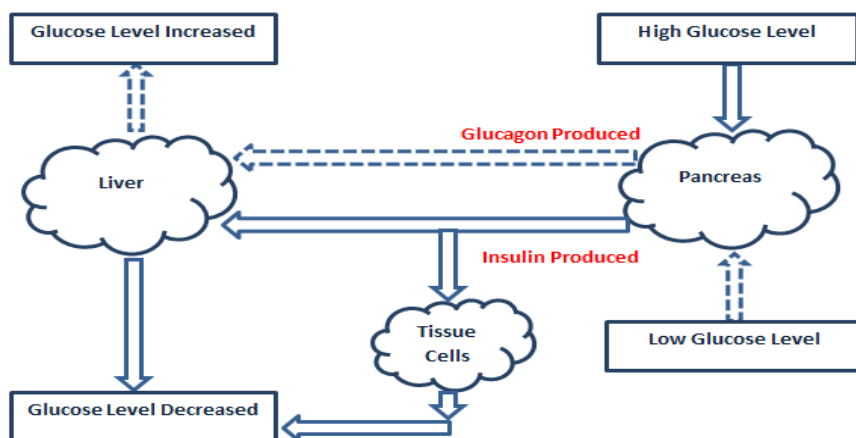 Glucose Level Increased
High Glucose Level
Glucagon Produced
Liver
Pancreas
Insulin Produced
Tissue
Cells
Low Glucose Level
Glucose Level Decreased